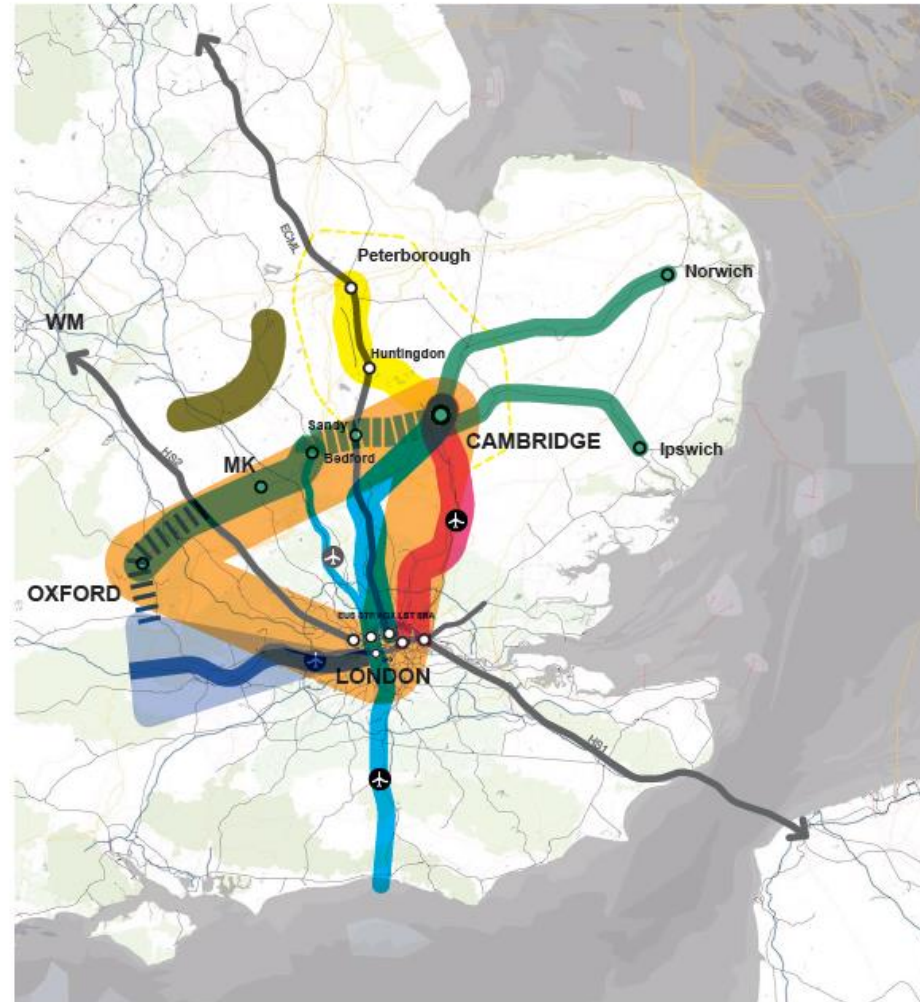 ECML
Peterborough
Norwich
WM
Huntingdon
HS2
Sandy
CAMBRIDGE
Ipswich
MK
Bedford
OXFORD
EUS STP KGX LST SRA
LONDON
HS1